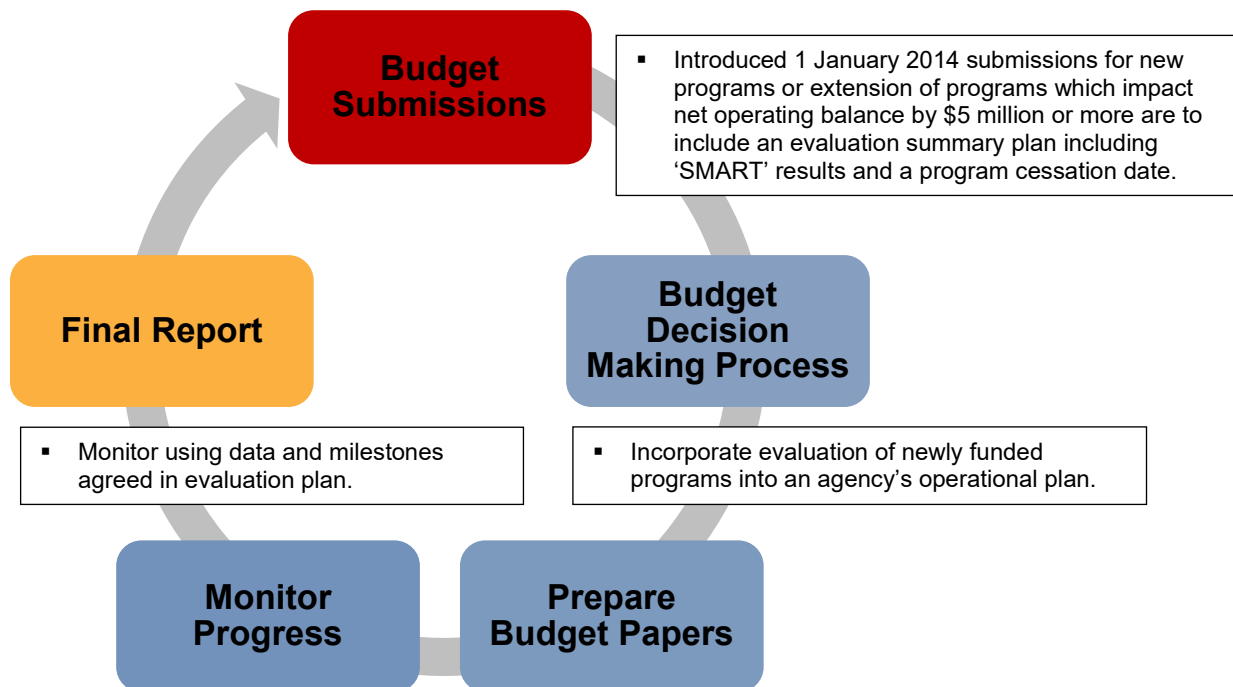 Budget
Submissions
▪ Introduced 1 January 2014 submissions for new
programs or extension of programs which impact
net operating balance by $5 million or more are to
include an evaluation summary plan including
‘SMART’ results and a program cessation date.
Budget
Decision
Making Process
▪ Incorporate evaluation of newly funded
programs into an agency’s operational plan.
Prepare
Budget Papers
Monitor
Progress
▪ Monitor using data and milestones
agreed in evaluation plan.
Final Report